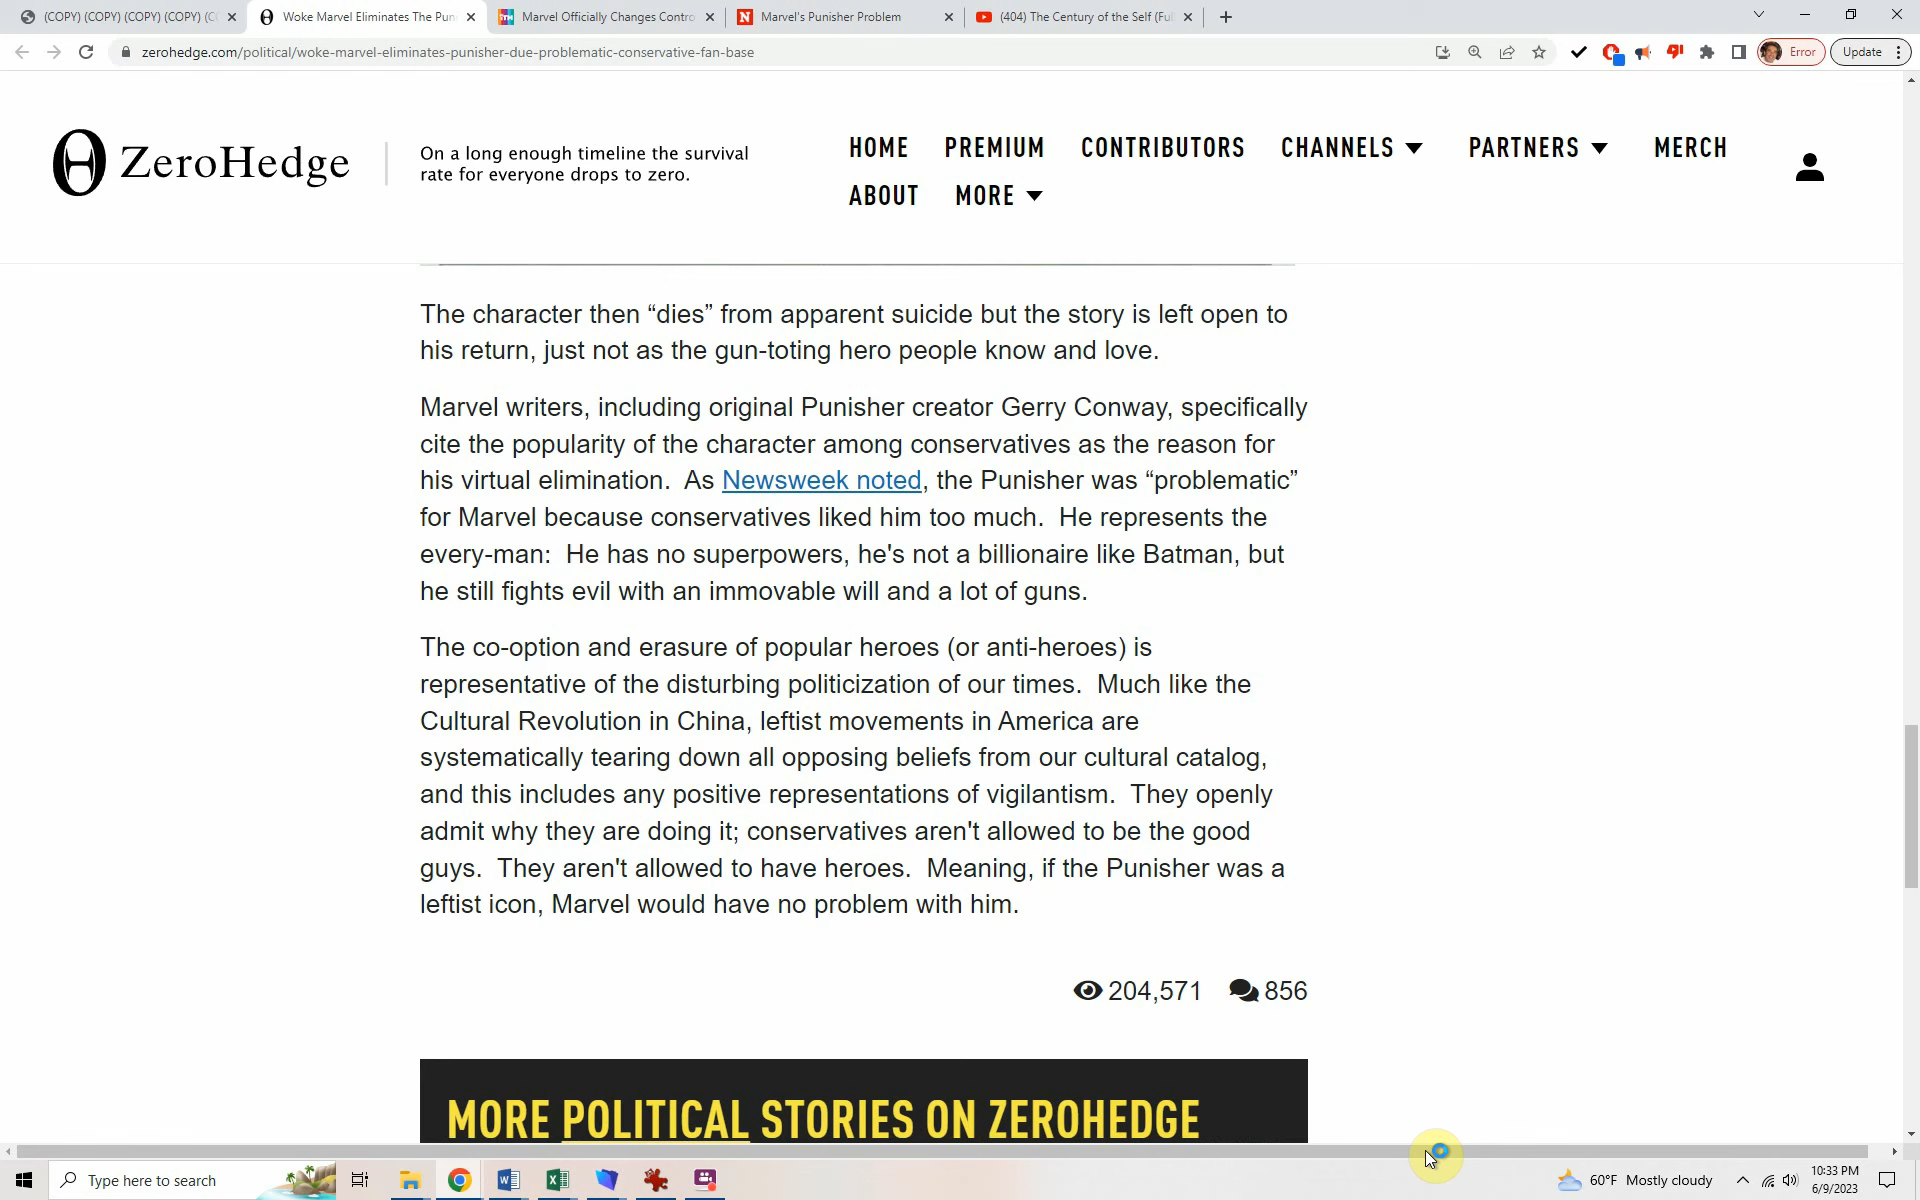 (COPY) (COPY) (COPY) (COPY) (C
Woke Marvel Eliminates The Pun
Marvel Officially Changes Contro
Marvel's Punisher Problem
(404) The Century of the Self (Ful
zerohedge.com/political/woke-marvel-eliminates-punisher-due-problematic-conservative-fan-base
Error
Update
ZeroHedge
On a long enough timeline the survival
rate for everyone drops to zero.
HOME PREMIUM CONTRIBUTORS CHANNELS PARTNERS MERCH
ABOUT MORE
The character then “dies” from apparent suicide but the story is left open to
his return, just not as the gun-toting hero people know and love.
Marvel writers, including original Punisher creator Gerry Conway, specifically
cite the popularity of the character among conservatives as the reason for
his virtual elimination. As Newsweek noted, the Punisher was “problematic”
for Marvel because conservatives liked him too much. He represents the
every-man: He has no superpowers, he's not a billionaire like Batman, but
he still fights evil with an immovable will and a lot of guns.
The co-option and erasure of popular heroes (or anti-heroes) is
representative of the disturbing politicization of our times. Much like the
Cultural Revolution in China, leftist movements in America are
systematically tearing down all opposing beliefs from our cultural catalog,
and this includes any positive representations of vigilantism. They openly
admit why they are doing it; conservatives aren't allowed to be the good
guys. They aren't allowed to have heroes. Meaning, if the Punisher was a
leftist icon, Marvel would have no problem with him.
204,571 856
MORE POLITICAL STORIES ON ZEROHEDGE
Type here to search
60°F Mostly cloudy
10:33 PM
6/9/2023